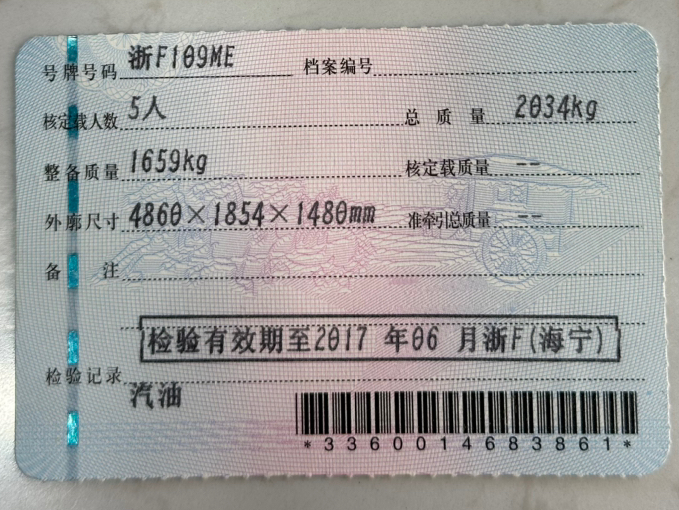 号牌号码 浙F109ME 档案编号
核定载人数 5人 总质量 2034kg
整备质量 1659kg 核定载质量 --
外廓尺寸 4860×1854×1480mm 准牵引总质量 --
备注
检验有效期至2017 年06 月浙F(海宁)
检验记录
汽油
*3360014683861*